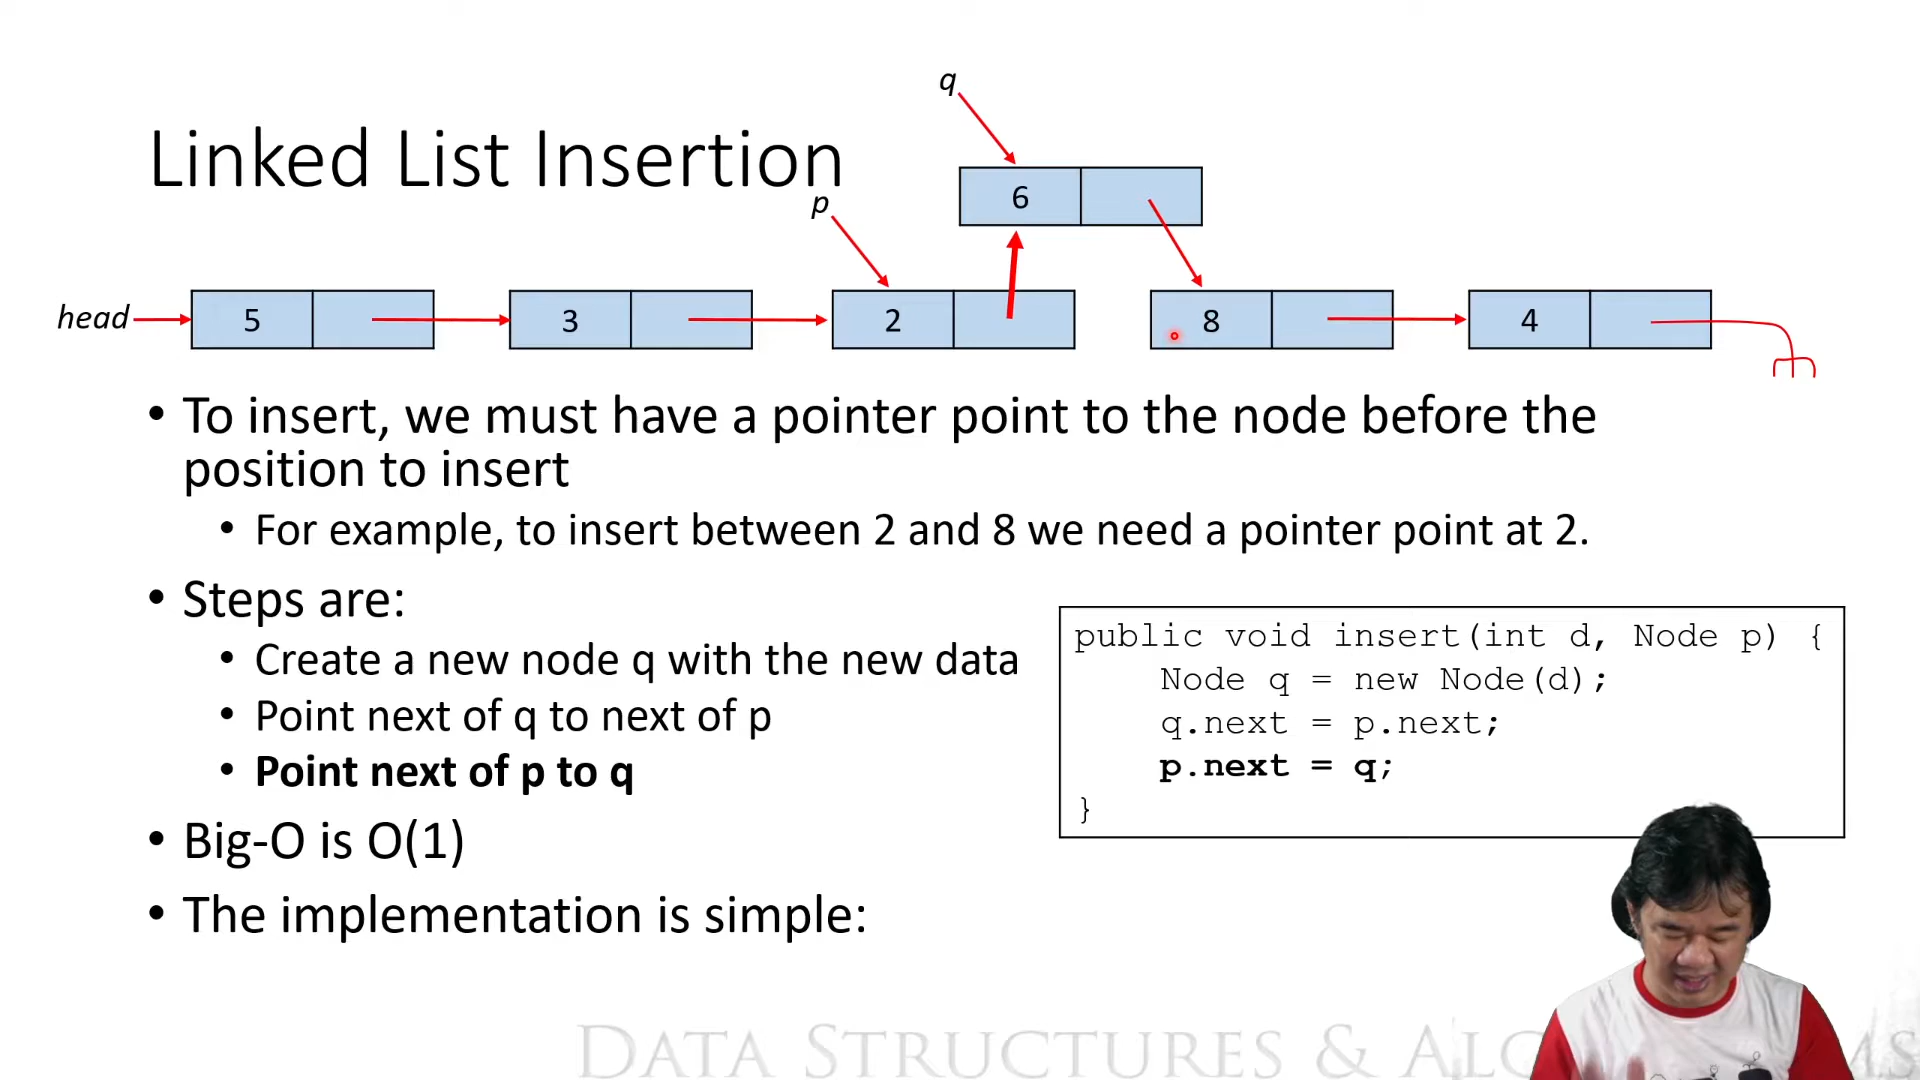 q
Linked List Insertion
p
6
head
5
3
2
8
4
• To insert, we must have a pointer point to the node before the
position to insert
• For example, to insert between 2 and 8 we need a pointer point at 2.
• Steps are:
• Create a new node q with the new data
• Point next of q to next of p
• Point next of p to q
• Big-O is O(1)
• The implementation is simple:
public void insert(int d, Node p) {
Node q = new Node(d);
q.next = p.next;
p.next = q;
}
DATA STRUCTURES &